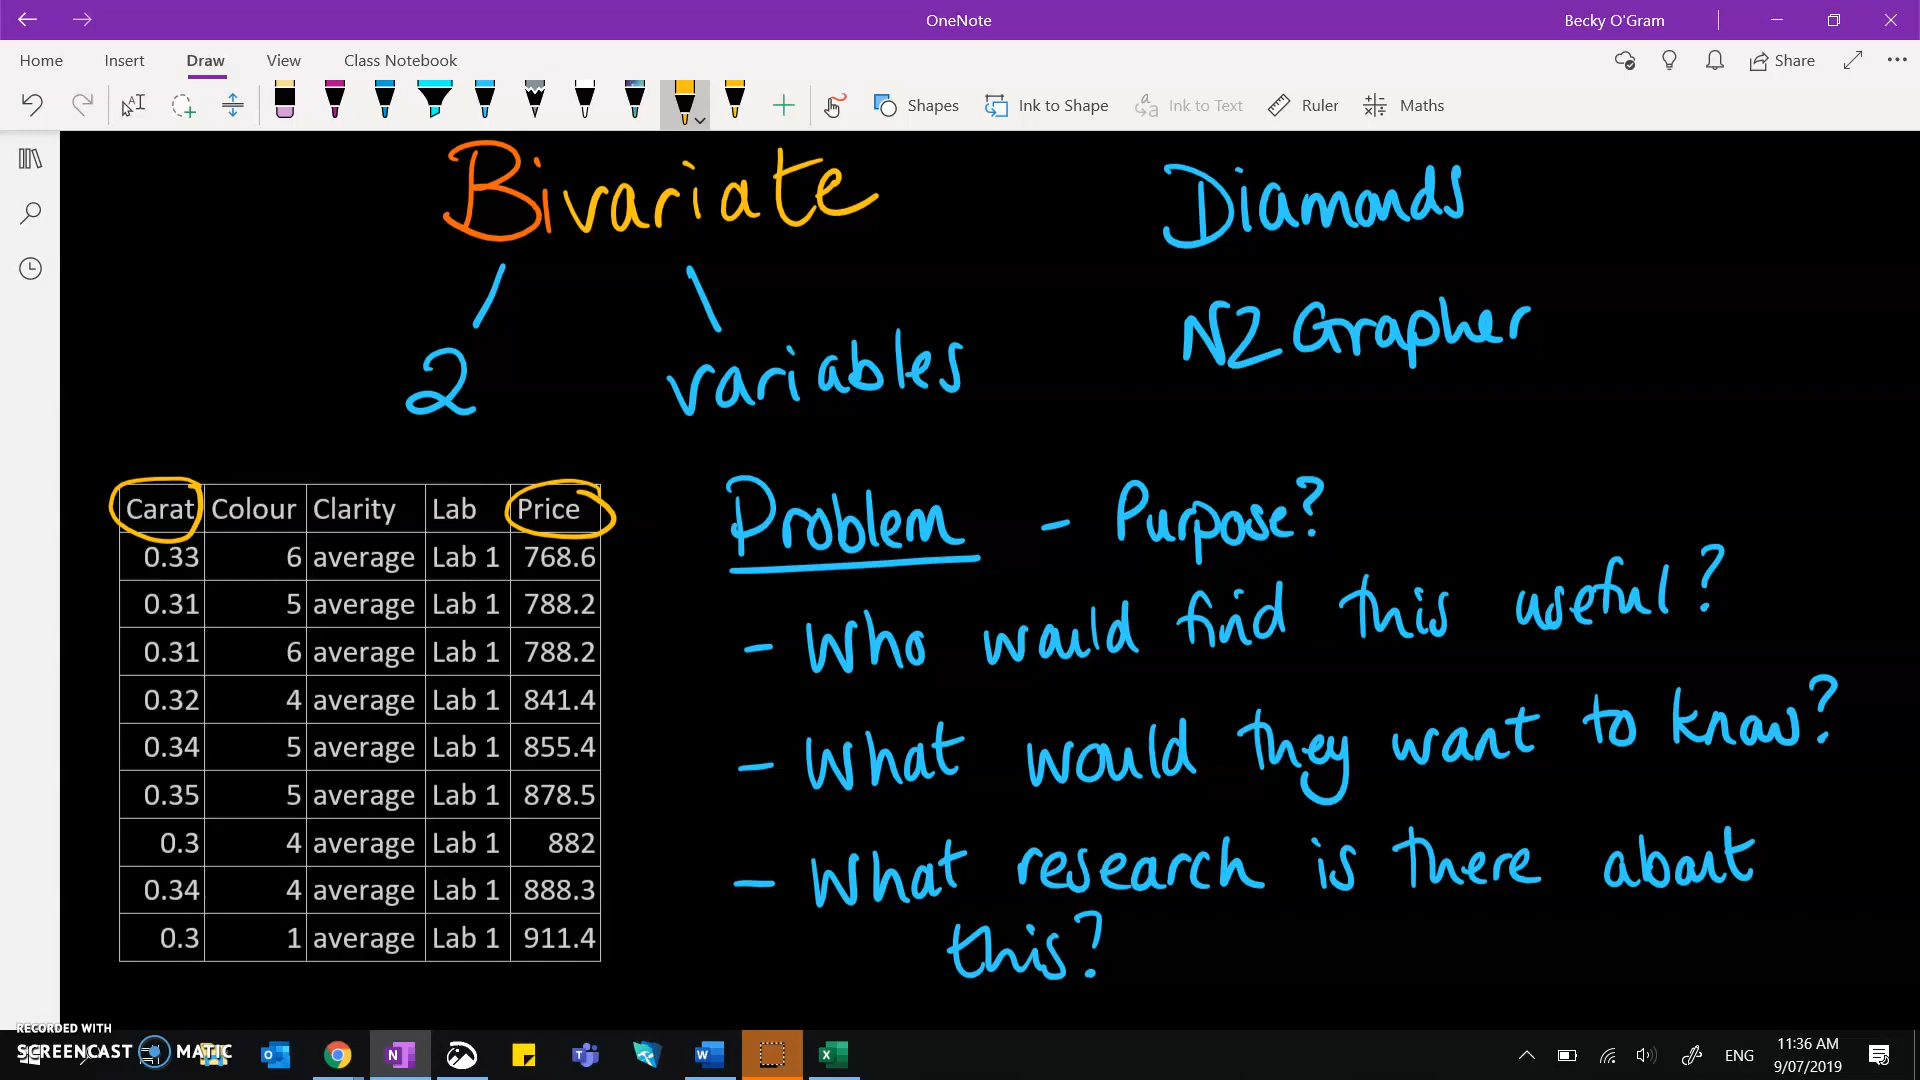 OneNote
Becky O'Gram
Home Insert Draw View Class Notebook
Share
Shapes Ink to Shape Ink to Text Ruler Maths
Bivariate
2 variables
Diamonds
NZ Grapher
Carat Colour Clarity Lab Price
0.33 6 average Lab 1 768.6
0.31 5 average Lab 1 788.2
0.31 6 average Lab 1 788.2
0.32 4 average Lab 1 841.4
0.34 5 average Lab 1 855.4
0.35 5 average Lab 1 878.5
0.3 4 average Lab 1 882
0.34 4 average Lab 1 888.3
0.3 1 average Lab 1 911.4
Problem - Purpose?
- Who would find this useful?
- What would they want to know?
- What research is there about
this?
RECORDED WITH
SCREENCAST MATIC
ENG
11:36 AM
9/07/2019